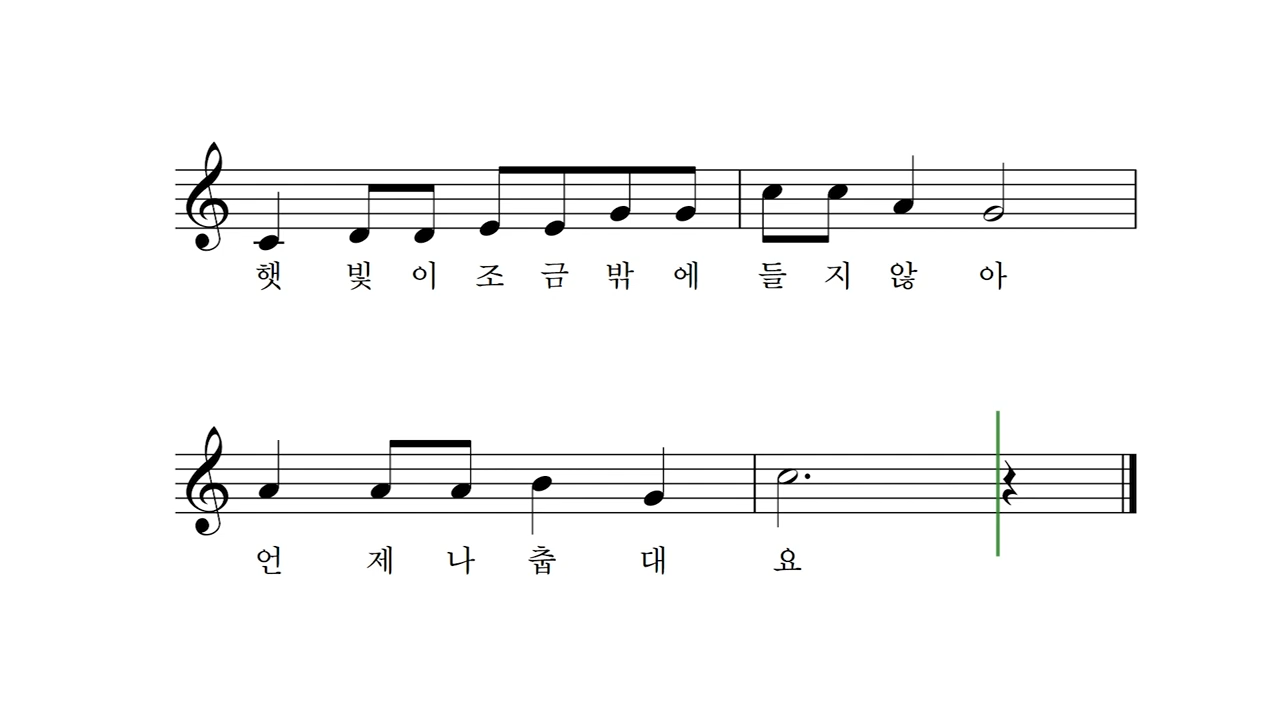 햇 빛 이 조 금 밖 에 들 지 않 아
언 제 나 춥 대 요